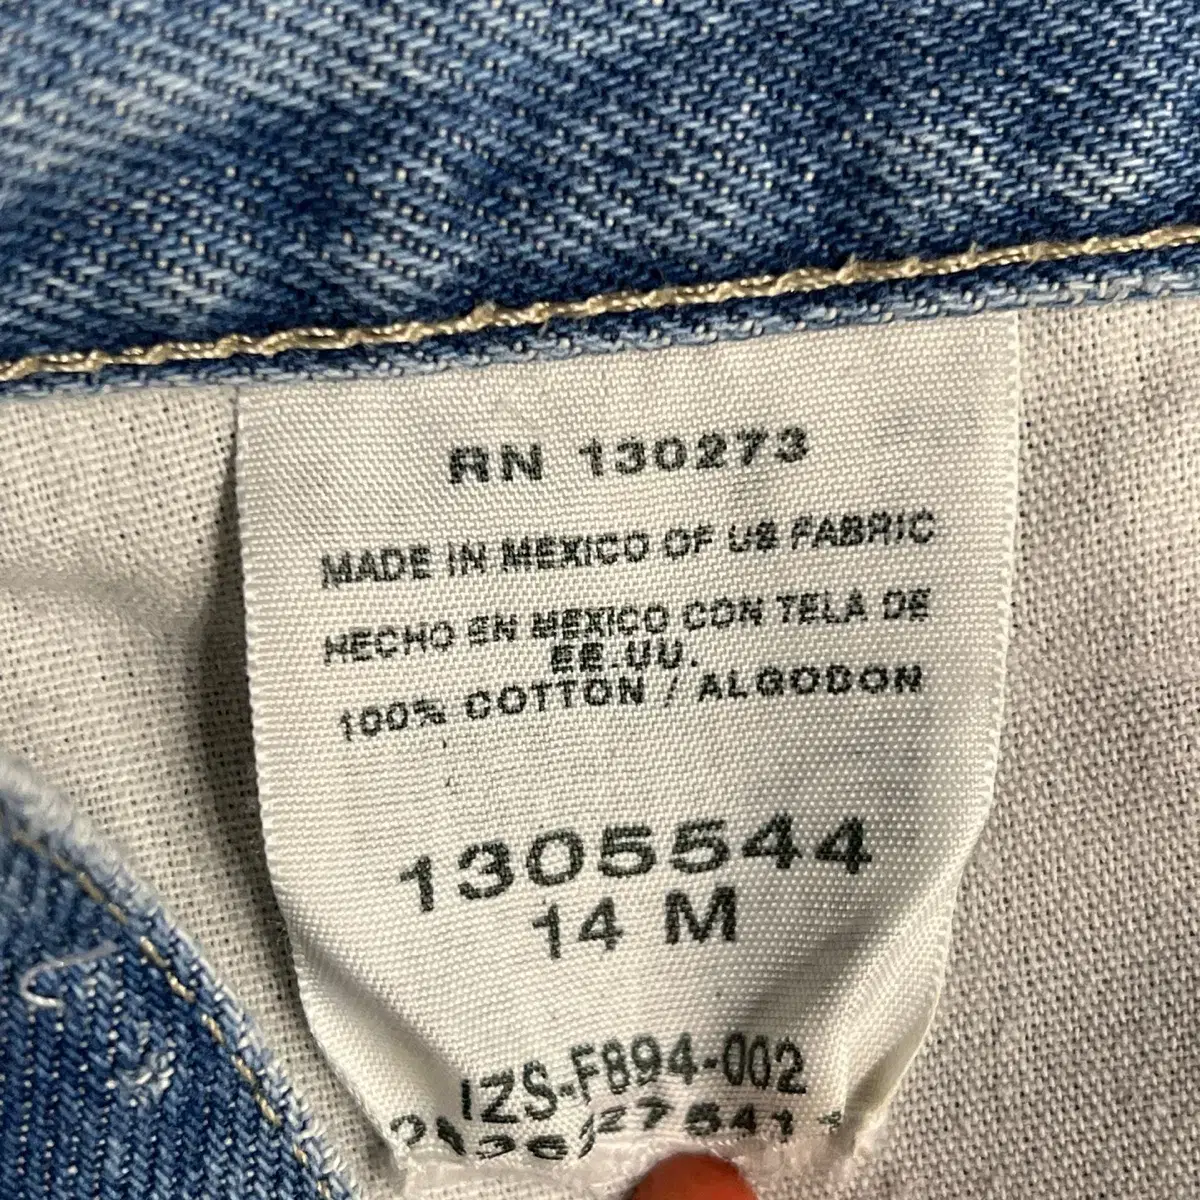 RN 130273
MADE IN MEXICO OF US FABRIC
HECHO EN MEXICO CON TELA DE
EE.UU.
100% COTTON / ALGODON
1305544
14 M
IZS-F894-002